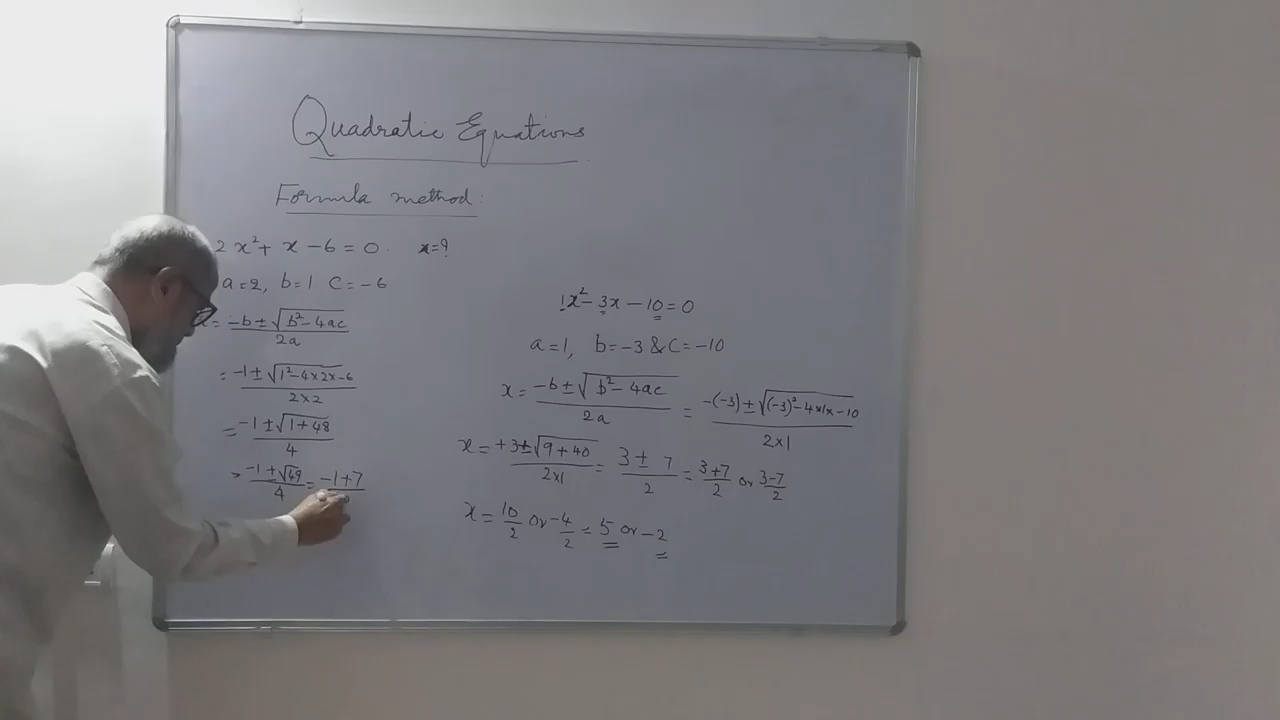 Quadratic Equations
Formula method:
2x²+ x − 6 = 0. x=?
a=2, b=1 C=−6
= −b±√b²−4ac / 2a
= −1±√1²−4×2×−6 / 2×2
= −1±√1+48 / 4
−1±√49 / 4 = −1+7
1x²−3x−10=0
a=1, b=−3 & C=−10
x= −b±√b²−4ac / 2a = −(−3)±√(−3)²−4×1×−10 / 2×1
x= +3±√9+40 / 2×1 = 3±7 / 2 = 3+7 / 2 or 3−7 / 2
x= 10 / 2 Or −4 / 2 = 5 or −2